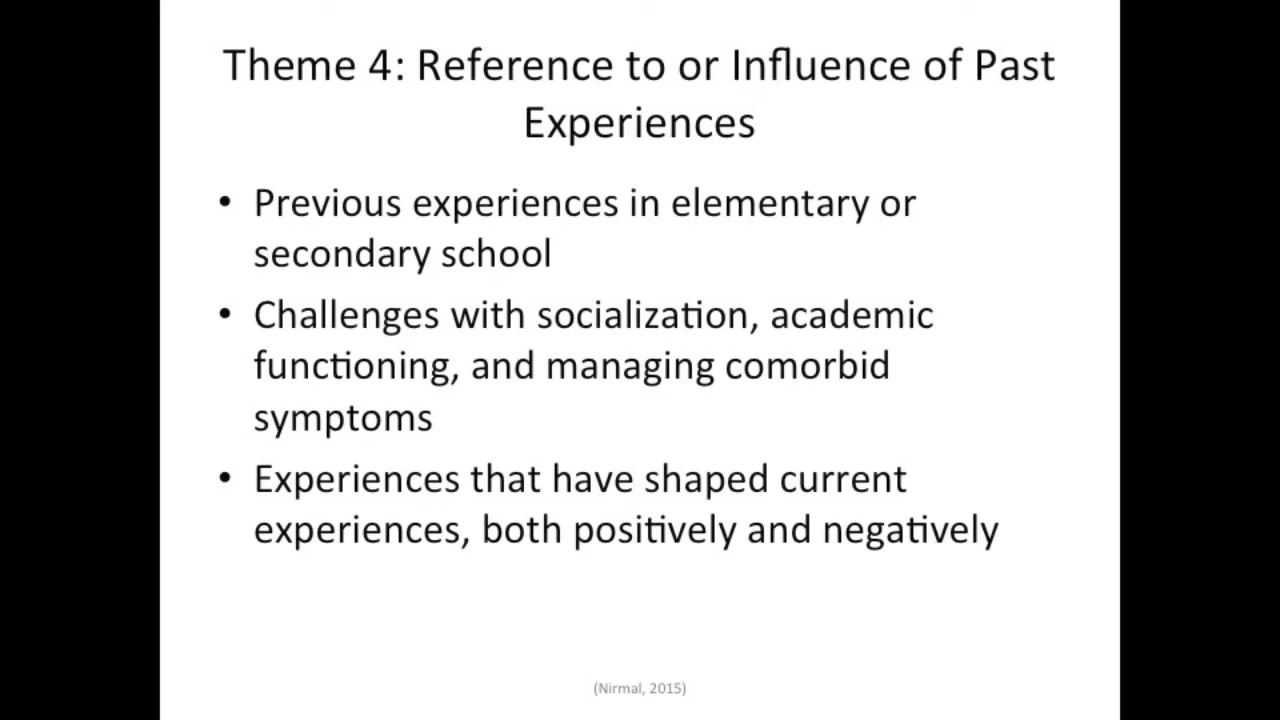 Theme 4: Reference to or Influence of Past
Experiences
• Previous experiences in elementary or
secondary school
• Challenges with socialization, academic
functioning, and managing comorbid
symptoms
• Experiences that have shaped current
experiences, both positively and negatively
(Nirmal, 2015)